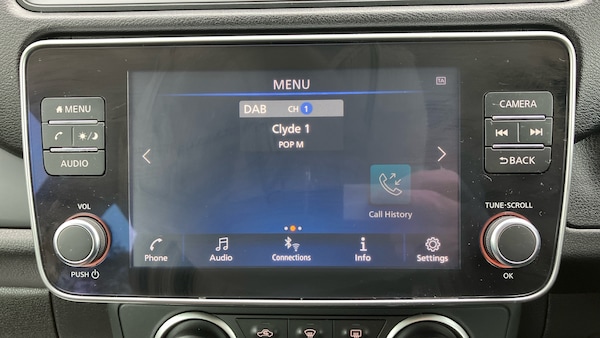 MENU
MENU
AUDIO
VOL
PUSH
DAB CH 1
Clyde 1
POP M
Call History
Phone Audio Connections Info Settings
CAMERA
BACK
TUNE·SCROLL
OK